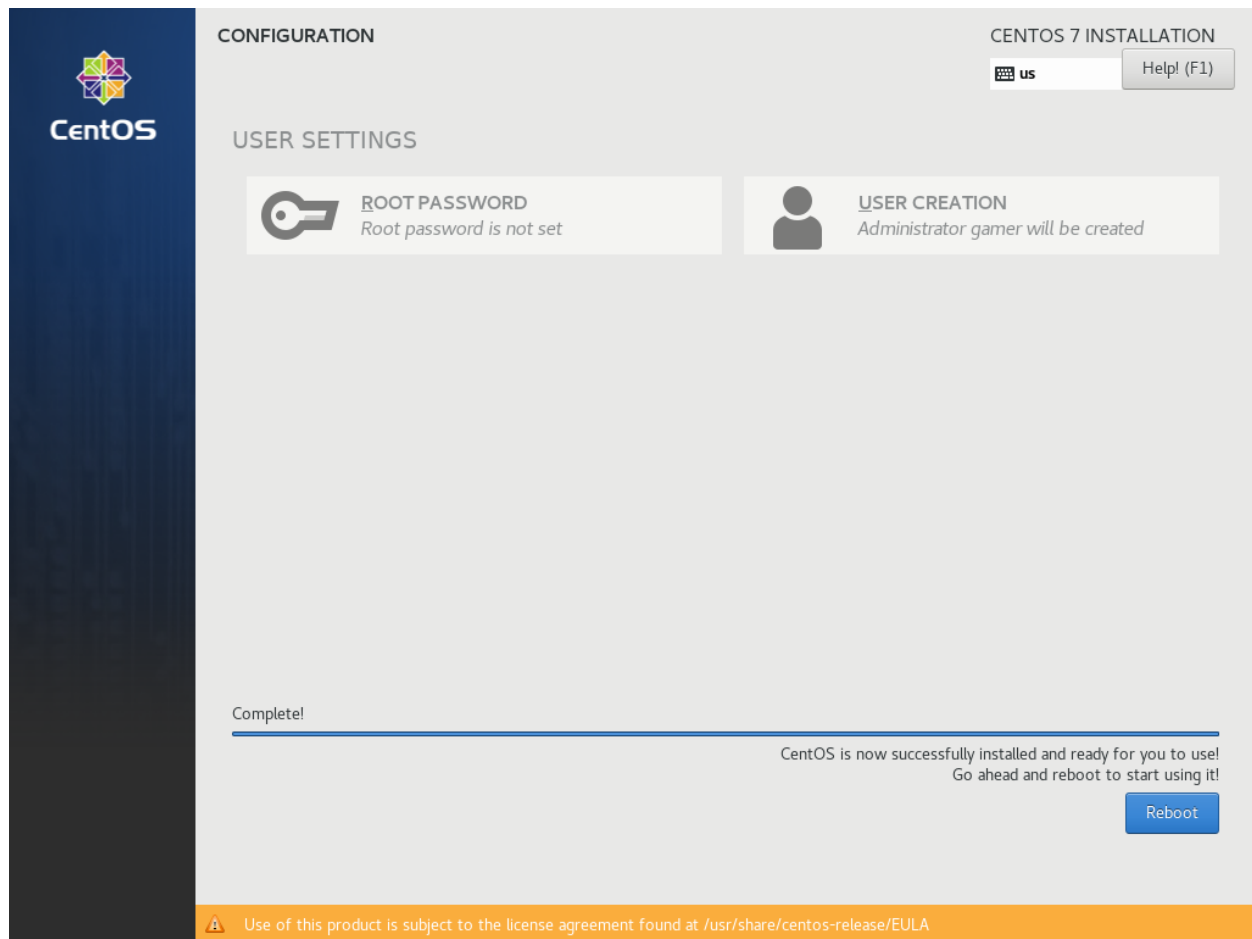 CentOS
CONFIGURATION
CENTOS 7 INSTALLATION
us
Help! (F1)
USER SETTINGS
ROOT PASSWORD
Root password is not set
USER CREATION
Administrator gamer will be created
Complete!
CentOS is now successfully installed and ready for you to use!
Go ahead and reboot to start using it!
Reboot
Use of this product is subject to the license agreement found at /usr/share/centos-release/EULA